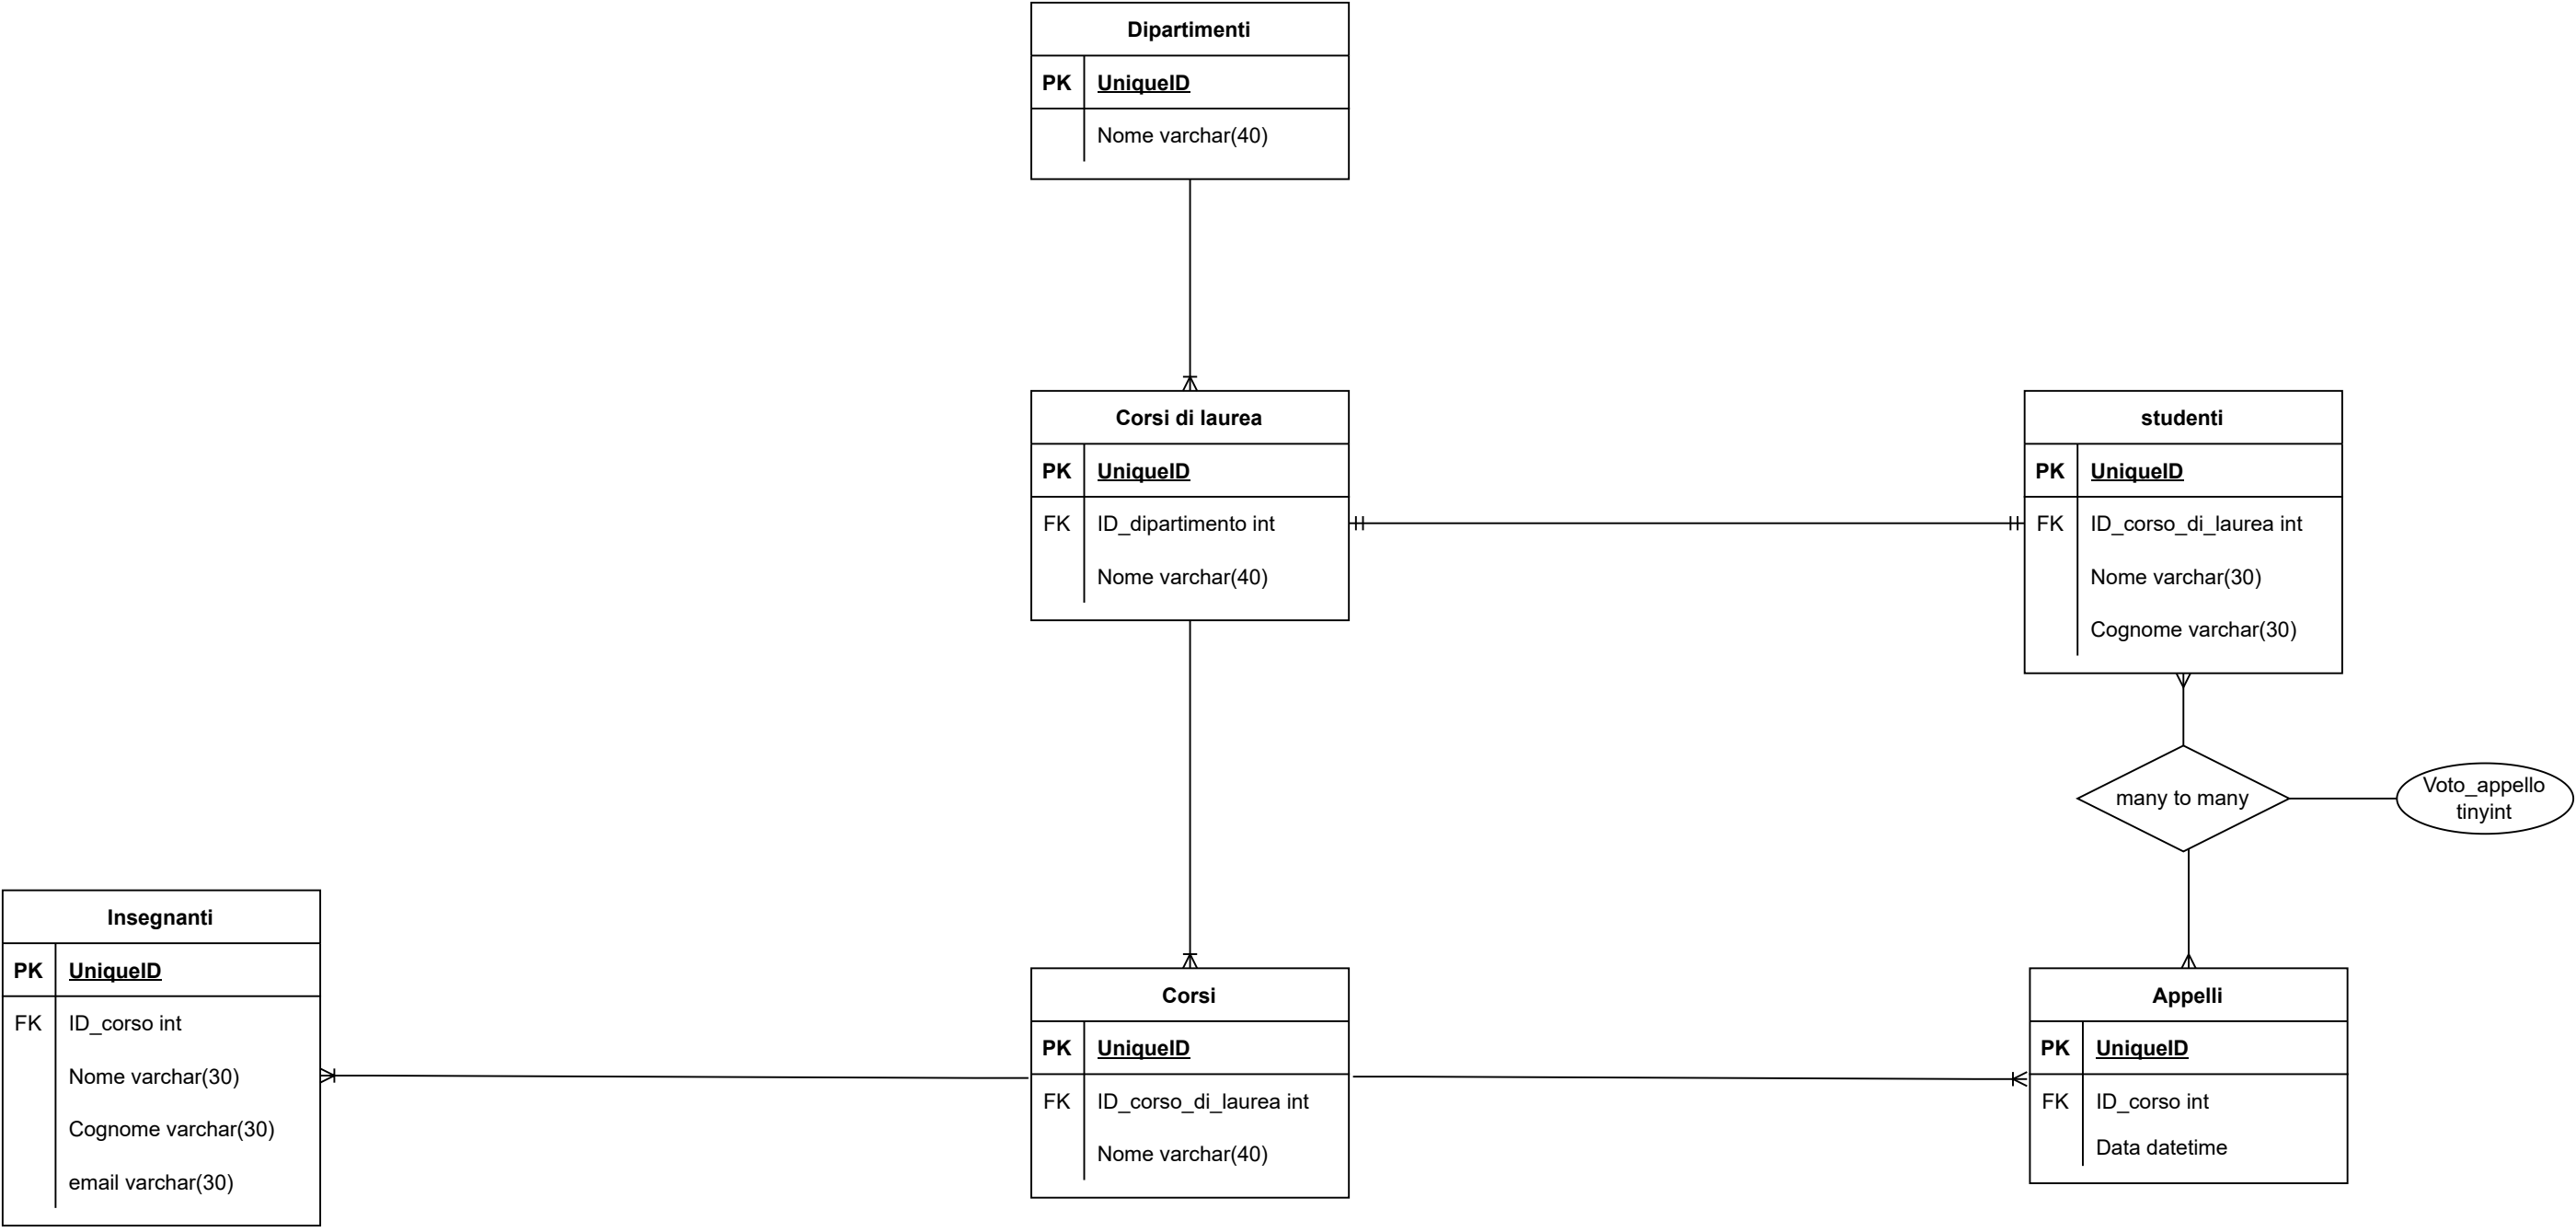 Dipartimenti
PK UniqueID
Nome varchar(40)
Corsi di laurea
PK UniqueID
FK ID_dipartimento int
Nome varchar(40)
studenti
PK UniqueID
FK ID_corso_di_laurea int
Nome varchar(30)
Cognome varchar(30)
many to many
Voto_appello
tinyint
Insegnanti
PK UniqueID
FK ID_corso int
Nome varchar(30)
Cognome varchar(30)
email varchar(30)
Corsi
PK UniqueID
FK ID_corso_di_laurea int
Nome varchar(40)
Appelli
PK UniqueID
FK ID_corso int
Data datetime